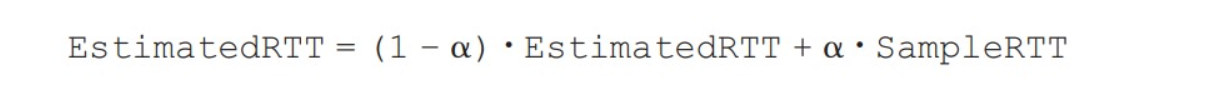 EstimatedRTT = (1 – α) · EstimatedRTT + α · SampleRTT